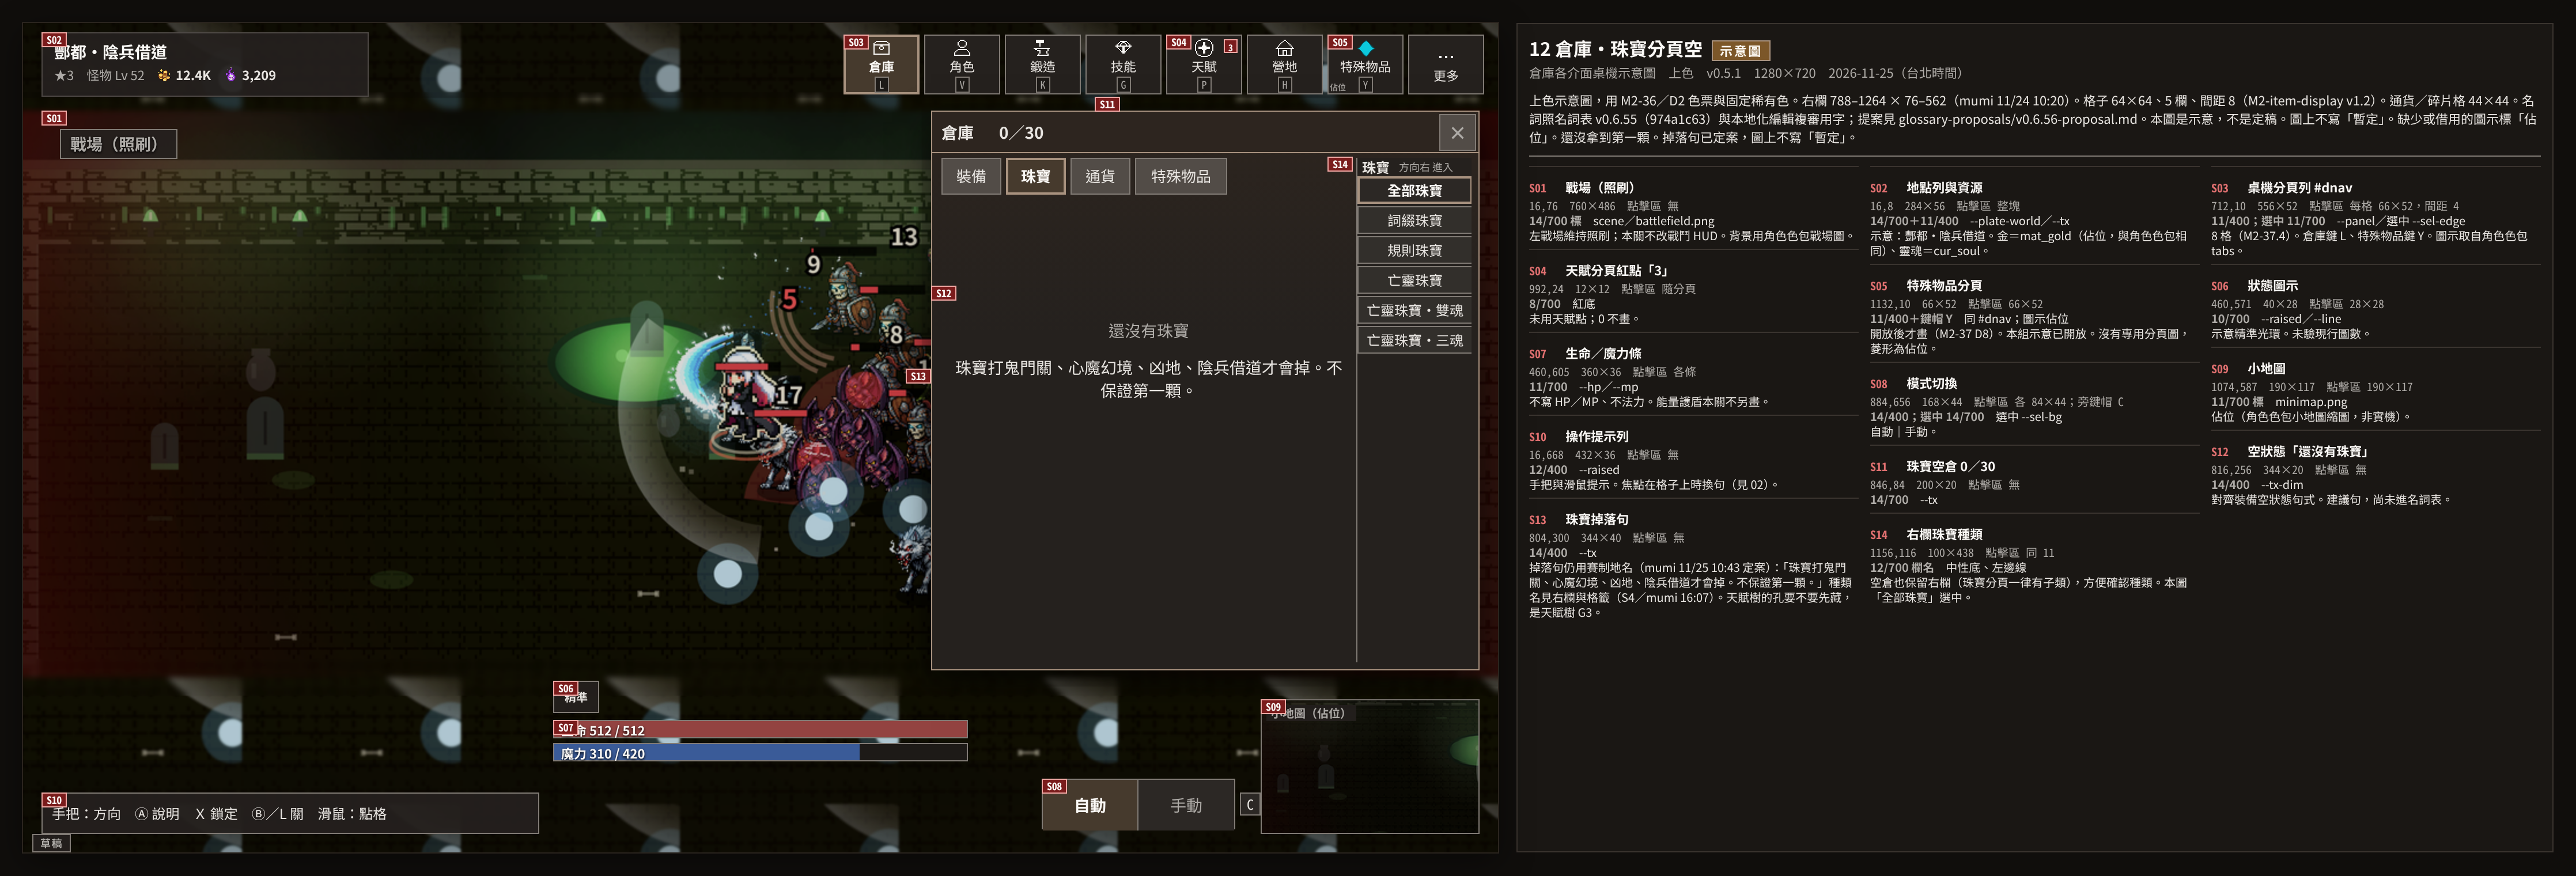 S02
酆都・陰兵借道
★3 怪物 Lv 52 12.4K 3,209
S03
倉庫
L
角色
V
鍛造
K
技能
G
S04
3
天賦
P
營地
H
S05
特殊物品
佔位
Y
…
更多
S01
戰場（照刷）
S11
倉庫 0／30
×
裝備
珠寶
通貨
特殊物品
S14
珠寶 方向右 進入
全部珠寶
詞綴珠寶
規則珠寶
亡靈珠寶
亡靈珠寶・雙魂
亡靈珠寶・三魂
S12
還沒有珠寶
S13
珠寶打鬼門關、心魔幻境、凶地、陰兵借道才會掉。不
保證第一顆。
13
9
5
8
17
S06
精準
S07
命 512 / 512
魔力 310 / 420
S08
自動
手動
C
S09
地圖（佔位）
S10
手把：方向 Ⓐ 說明 X 鎖定 Ⓑ／L 關 滑鼠：點格
草稿
12 倉庫・珠寶分頁空 示意圖
倉庫各介面桌機示意圖 上色 v0.5.1 1280×720 2026-11-25（台北時間）
上色示意圖，用 M2-36／D2 色票與固定稀有色。右欄 788–1264 × 76–562（mumi 11/24 10:20）。格子 64×64、5 欄、間距 8（M2-item-display v1.2）。通貨／碎片格 44×44。名
詞照名詞表 v0.6.55（974a1c63）與本地化編輯複審用字；提案見 glossary-proposals/v0.6.56-proposal.md。本圖是示意，不是定稿。圖上不寫「暫定」。缺少或借用的圖示標「佔
位」。還沒拿到第一顆。掉落句已定案，圖上不寫「暫定」。
S01 戰場（照刷）
16,76 760×486 點擊區 無
14/700 標 scene／battlefield.png
左戰場維持照刷；本關不改戰鬥 HUD。背景用角色色包戰場圖。
S04 天賦分頁紅點「3」
992,24 12×12 點擊區 隨分頁
8/700 紅底
未用天賦點；0 不畫。
S07 生命／魔力條
460,605 360×36 點擊區 各條
11/700 --hp／--mp
不寫 HP／MP、不法力。能量護盾本關不另畫。
S10 操作提示列
16,668 432×36 點擊區 無
12/400 --raised
手把與滑鼠提示。焦點在格子上時換句（見 02）。
S13 珠寶掉落句
804,300 344×40 點擊區 無
14/400 --tx
掉落句仍用賽制地名（mumi 11/25 10:43 定案）：「珠寶打鬼門
關、心魔幻境、凶地、陰兵借道才會掉。不保證第一顆。」種類
名見右欄與格籤（S4／mumi 16:07）。天賦樹的孔要不要先藏，
是天賦樹 G3。
S02 地點列與資源
16,8 284×56 點擊區 整塊
14/700＋11/400 --plate-world／--tx
示意：酆都・陰兵借道。金＝mat_gold（佔位，與角色色包相
同）、靈魂＝cur_soul。
S05 特殊物品分頁
1132,10 66×52 點擊區 66×52
11/400＋鍵帽 Y 同 #dnav；圖示佔位
開放後才畫（M2-37 D8）。本組示意已開放。沒有專用分頁圖，
菱形為佔位。
S08 模式切換
884,656 168×44 點擊區 各 84×44；旁鍵帽 C
14/400；選中 14/700 選中 --sel-bg
自動｜手動。
S11 珠寶空倉 0／30
846,84 200×20 點擊區 無
14/700 --tx
S14 右欄珠寶種類
1156,116 100×438 點擊區 同 11
12/700 欄名 中性底、左邊線
空倉也保留右欄（珠寶分頁一律有子類），方便確認種類。本圖
「全部珠寶」選中。
S03 桌機分頁列 #dnav
712,10 556×52 點擊區 每格 66×52，間距 4
11/400；選中 11/700 --panel／選中 --sel-edge
8 格（M2-37.4）。倉庫鍵 L、特殊物品鍵 Y。圖示取自角色色包
tabs。
S06 狀態圖示
460,571 40×28 點擊區 28×28
10/700 --raised／--line
示意精準光環。未驗現行圖數。
S09 小地圖
1074,587 190×117 點擊區 190×117
11/700 標 minimap.png
佔位（角色色包小地圖縮圖，非實機）。
S12 空狀態「還沒有珠寶」
816,256 344×20 點擊區 無
14/400 --tx-dim
對齊裝備空狀態句式。建議句，尚未進名詞表。